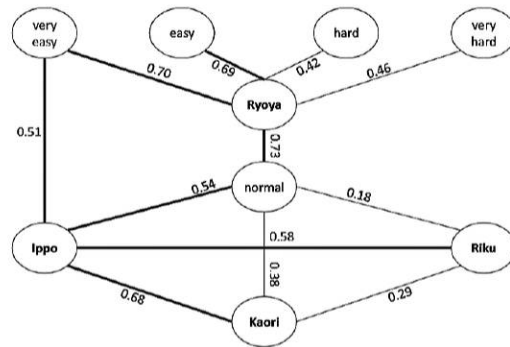 very
easy
easy
hard
very
hard
0.70
0.69
0.42
0.46
Ryoya
0.51
0.73
0.54
normal
0.18
Ippo
0.58
Riku
0.68
0.38
0.29
Kaori